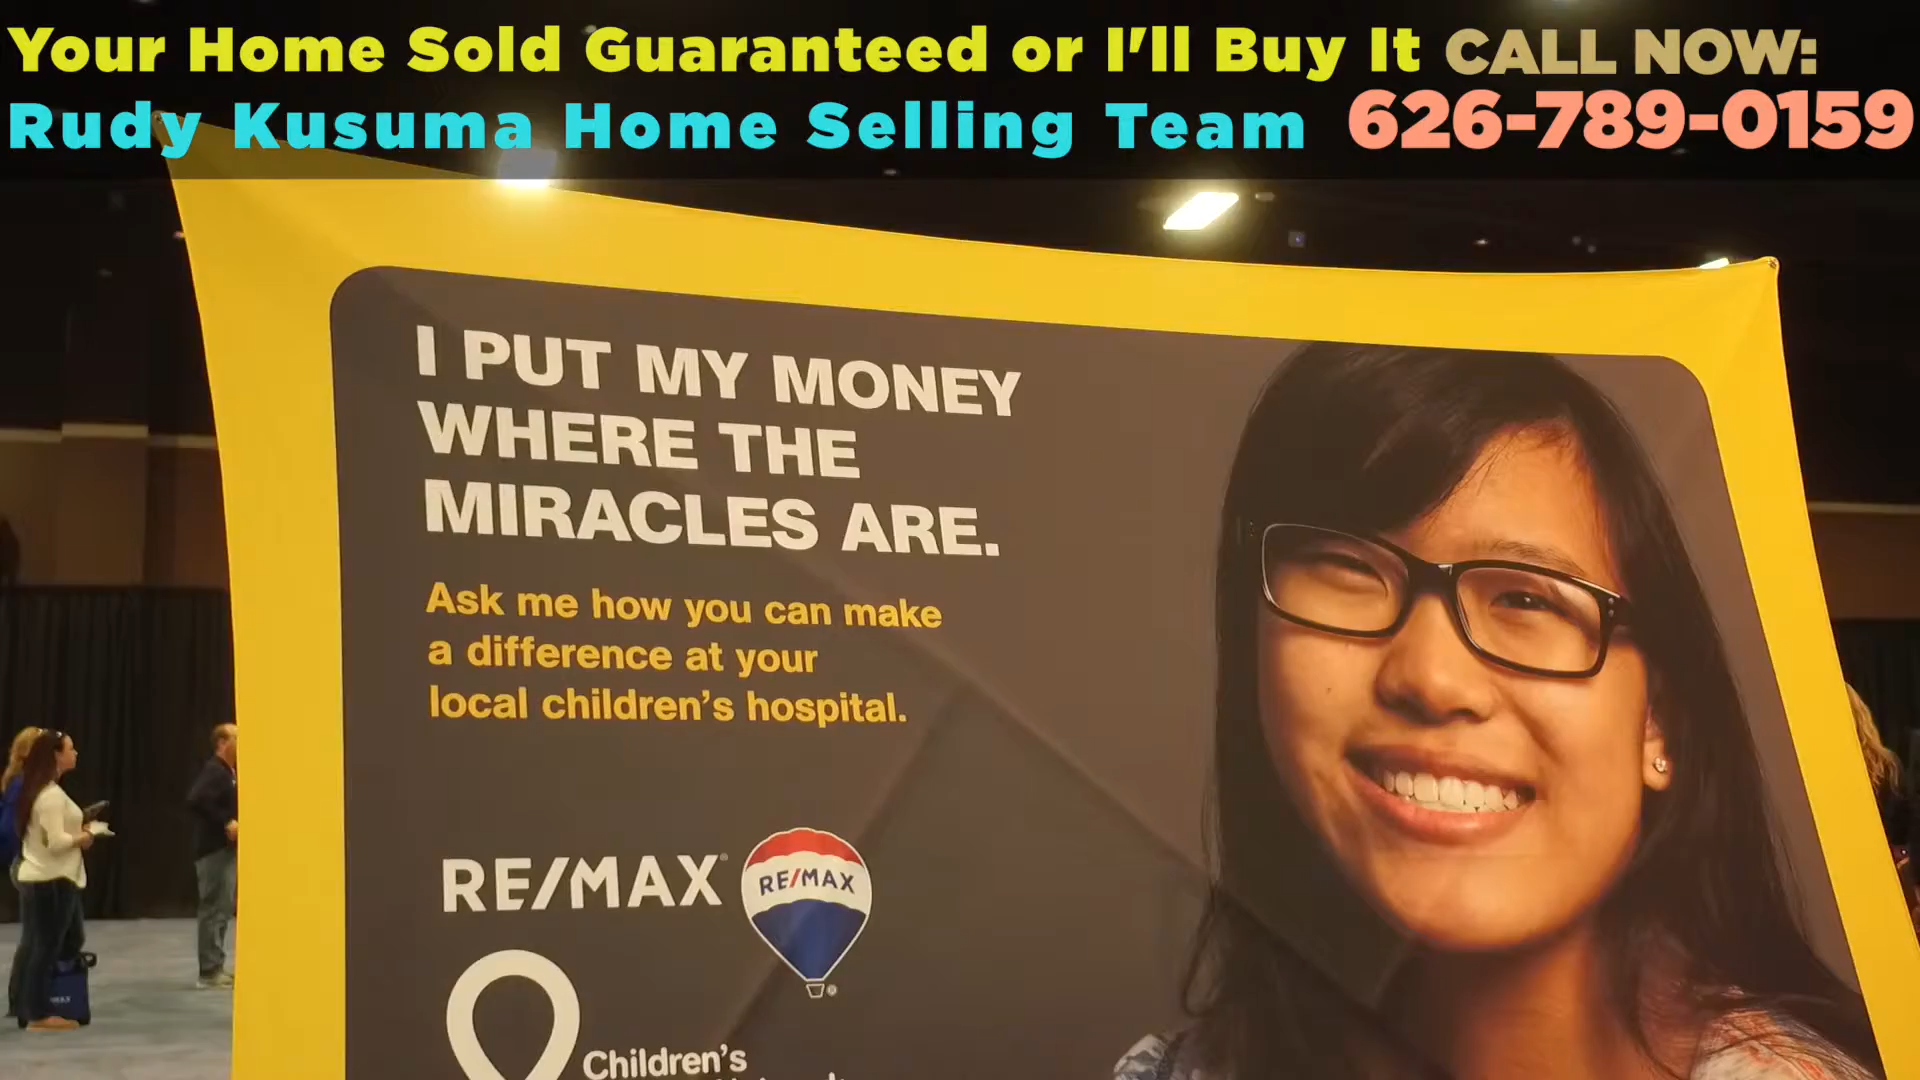 Your Home Sold Guaranteed or I'll Buy It CALL NOW:
Rudy Kusuma Home Selling Team 626-789-0159
I PUT MY MONEY
WHERE THE
MIRACLES ARE.
Ask me how you can make
a difference at your
local children's hospital.
RE/MAX
RE/MAX
Children's